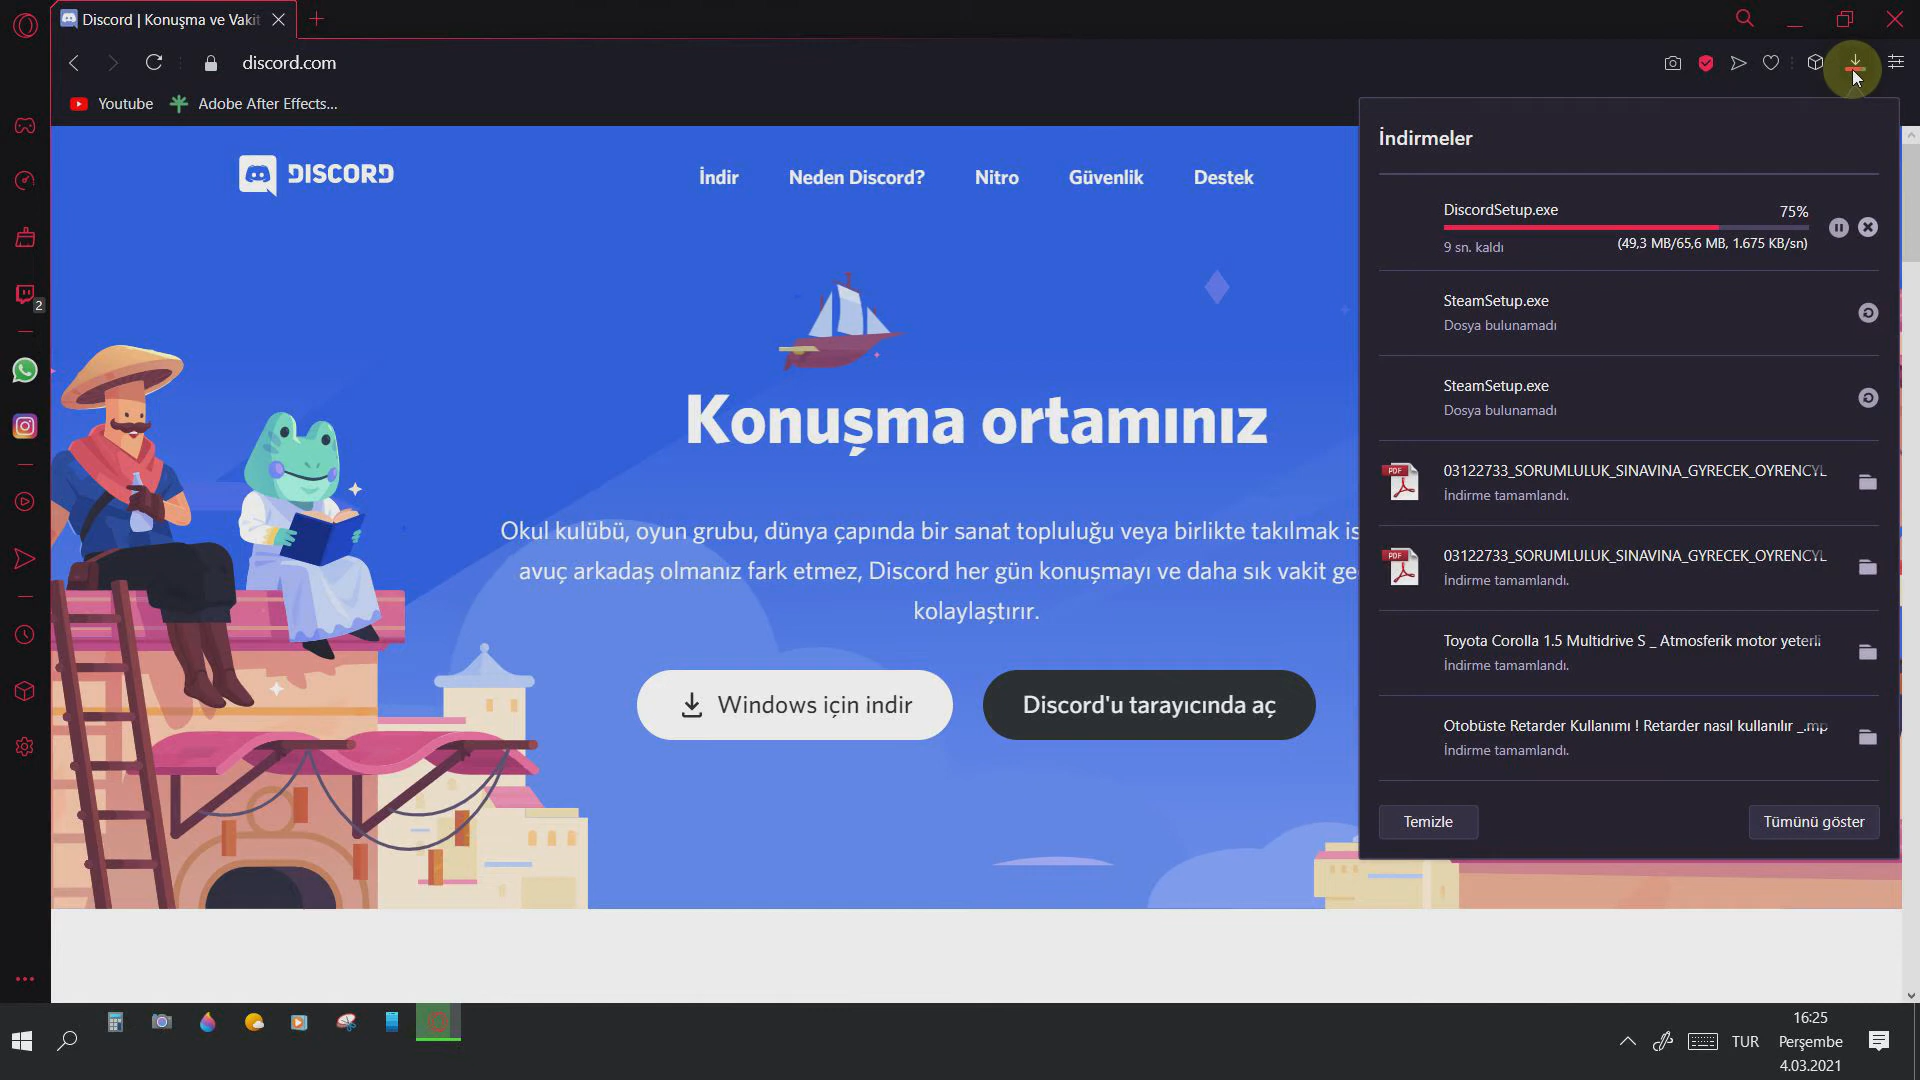 Discord | Konuşma ve Vakit
discord.com
Youtube
Adobe After Effects...
DISCORD
İndir
Neden Discord?
Nitro
Güvenlik
Destek
Konuşma ortamınız
Okul kulübü, oyun grubu, dünya çapında bir sanat topluluğu veya birlikte takılmak is
avuç arkadaş olmanız fark etmez, Discord her gün konuşmayı ve daha sık vakit ge
kolaylaştırır.
Windows için indir
Discord'u tarayıcında aç
İndirmeler
DiscordSetup.exe
75%
9 sn. kaldı
(49,3 MB/65,6 MB, 1.675 KB/sn)
SteamSetup.exe
Dosya bulunamadı
SteamSetup.exe
Dosya bulunamadı
PDF
03122733_SORUMLULUK_SINAVINA_GYRECEK_OYRENCYL
İndirme tamamlandı.
PDF
03122733_SORUMLULUK_SINAVINA_GYRECEK_OYRENCYL
İndirme tamamlandı.
Toyota Corolla 1.5 Multidrive S _ Atmosferik motor yeterli
İndirme tamamlandı.
Otobüste Retarder Kullanımı ! Retarder nasıl kullanılır _.mp
İndirme tamamlandı.
Temizle
Tümünü göster
2
TUR
16:25
Perşembe
4.03.2021